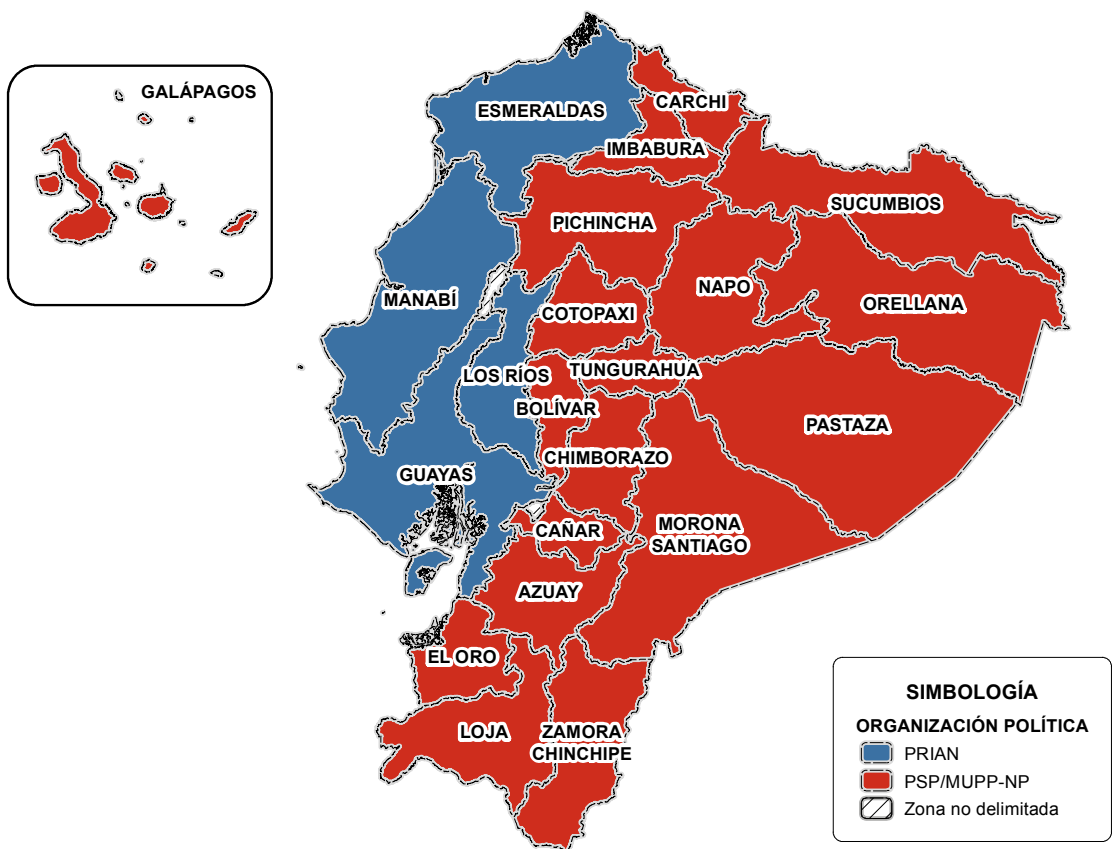 GALÁPAGOS
ESMERALDAS
CARCHI
IMBABURA
SUCUMBIOS
PICHINCHA
NAPO
MANABÍ
ORELLANA
COTOPAXI
TUNGURAHUA
LOS RÍOS
BOLÍVAR
PASTAZA
CHIMBORAZO
GUAYAS
CAÑAR
MORONA
SANTIAGO
AZUAY
EL ORO
LOJA
ZAMORA
CHINCHIPE
SIMBOLOGÍA
ORGANIZACIÓN POLÍTICA
PRIAN
PSP/MUPP-NP
Zona no delimitada